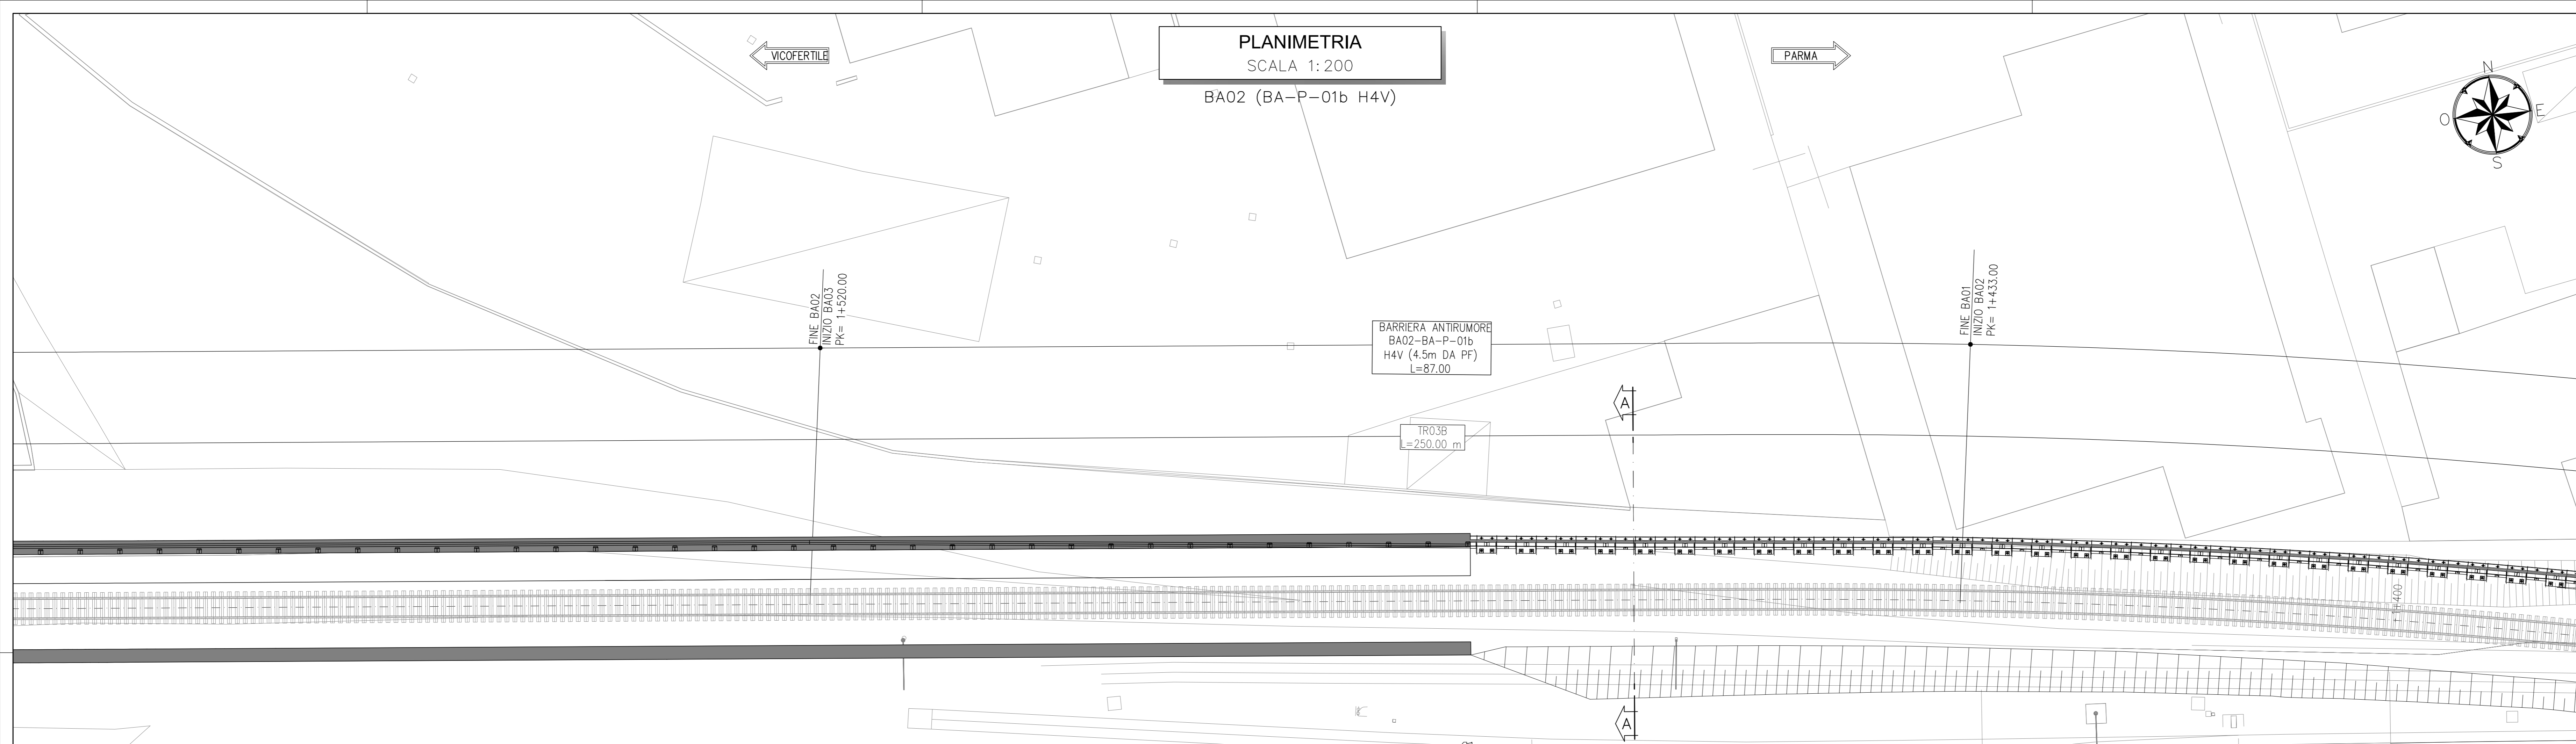 PLANIMETRIA
SCALA 1:200
BA02 (BA-P-01b H4V)
VICOFERTILE
PARMA
N
O
E
S
FINE BA02
INIZIO BA03
PK= 1+520.00
FINE BA01
INIZIO BA02
PK= 1+433.00
BARRIERA ANTIRUMORE
BA02-BA-P-01b
H4V (4.5m DA PF)
L=87.00
A
TR03B
L=250.00 m
1+400
A